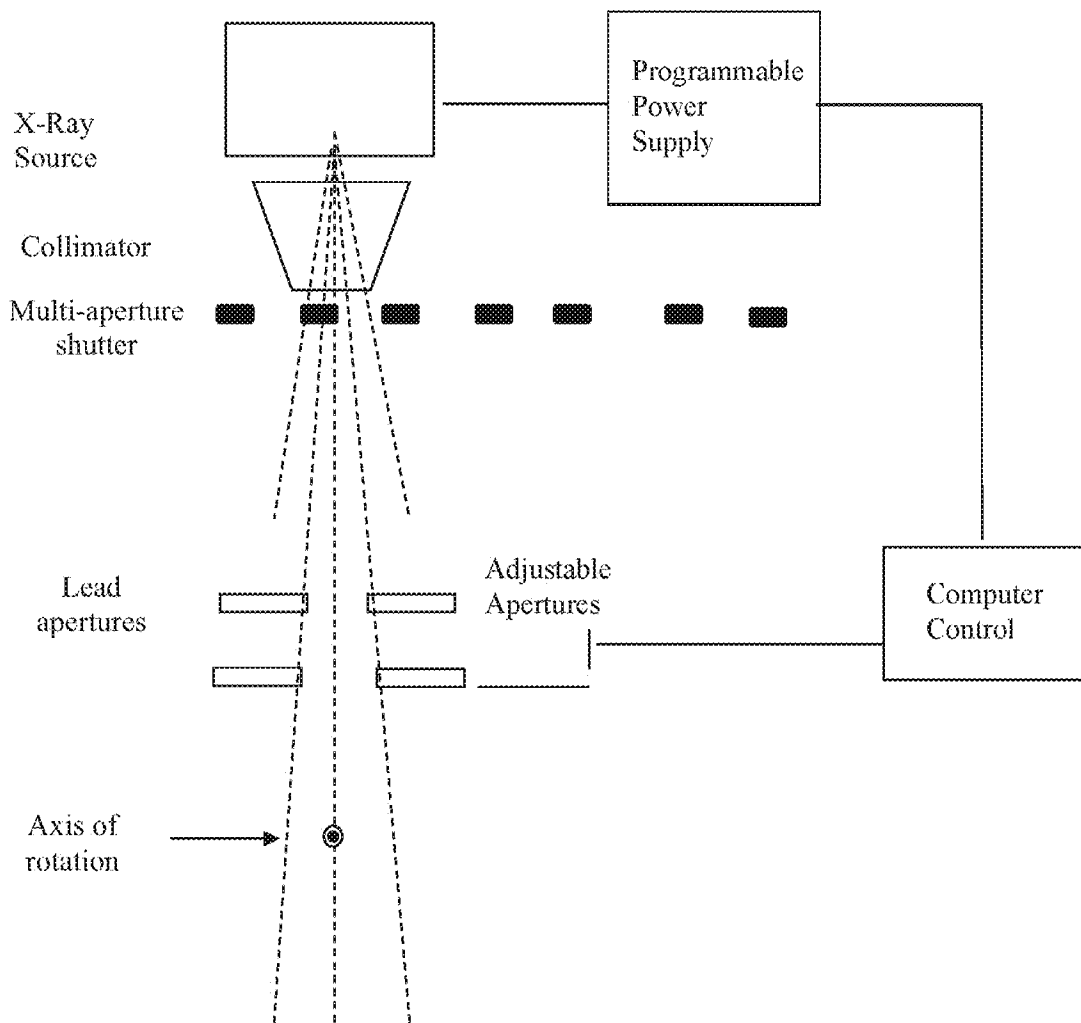 X-Ray
Source
Programmable
Power
Supply
Collimator
Multi-aperture
shutter
Lead
apertures
Adjustable
Apertures
Computer
Control
Axis of
rotation